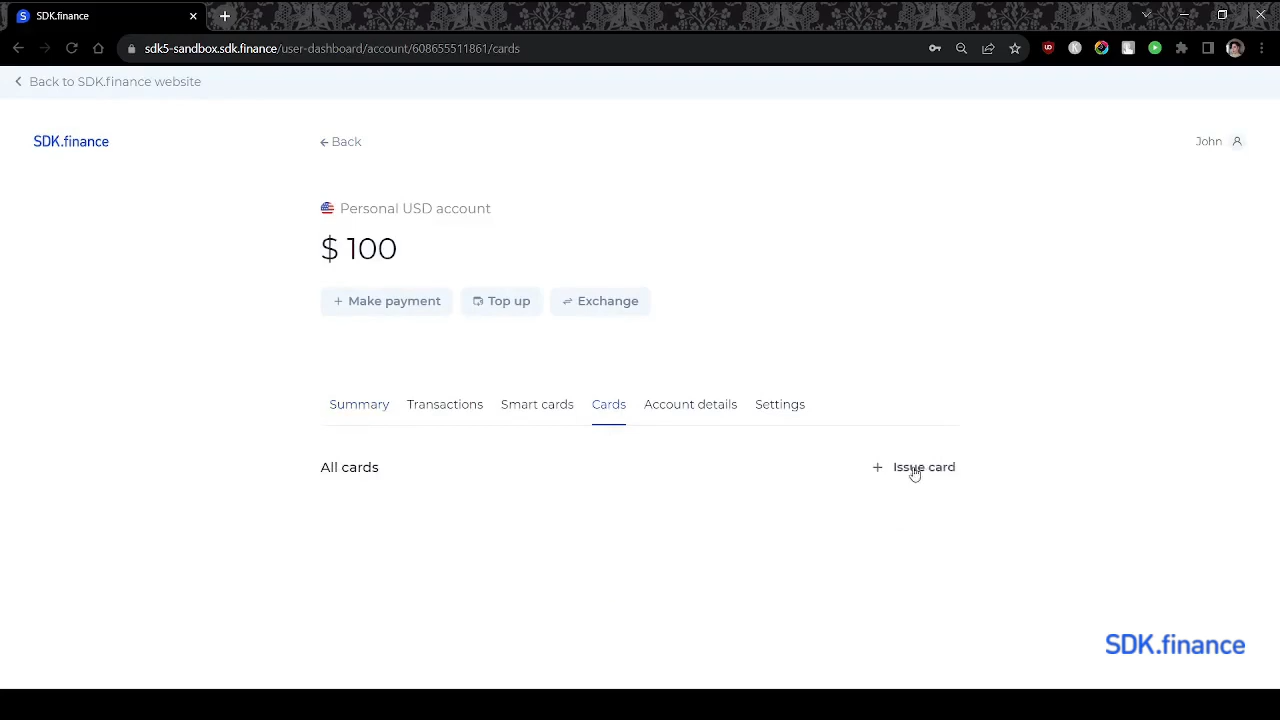 SDK.finance
sdk5-sandbox.sdk.finance/user-dashboard/account/608655511861/cards
Back to SDK.finance website
SDK.finance
Back
John
Personal USD account
$ 100
+ Make payment
Top up
Exchange
Summary
Transactions
Smart cards
Cards
Account details
Settings
All cards
+ Issue card
SDK.finance